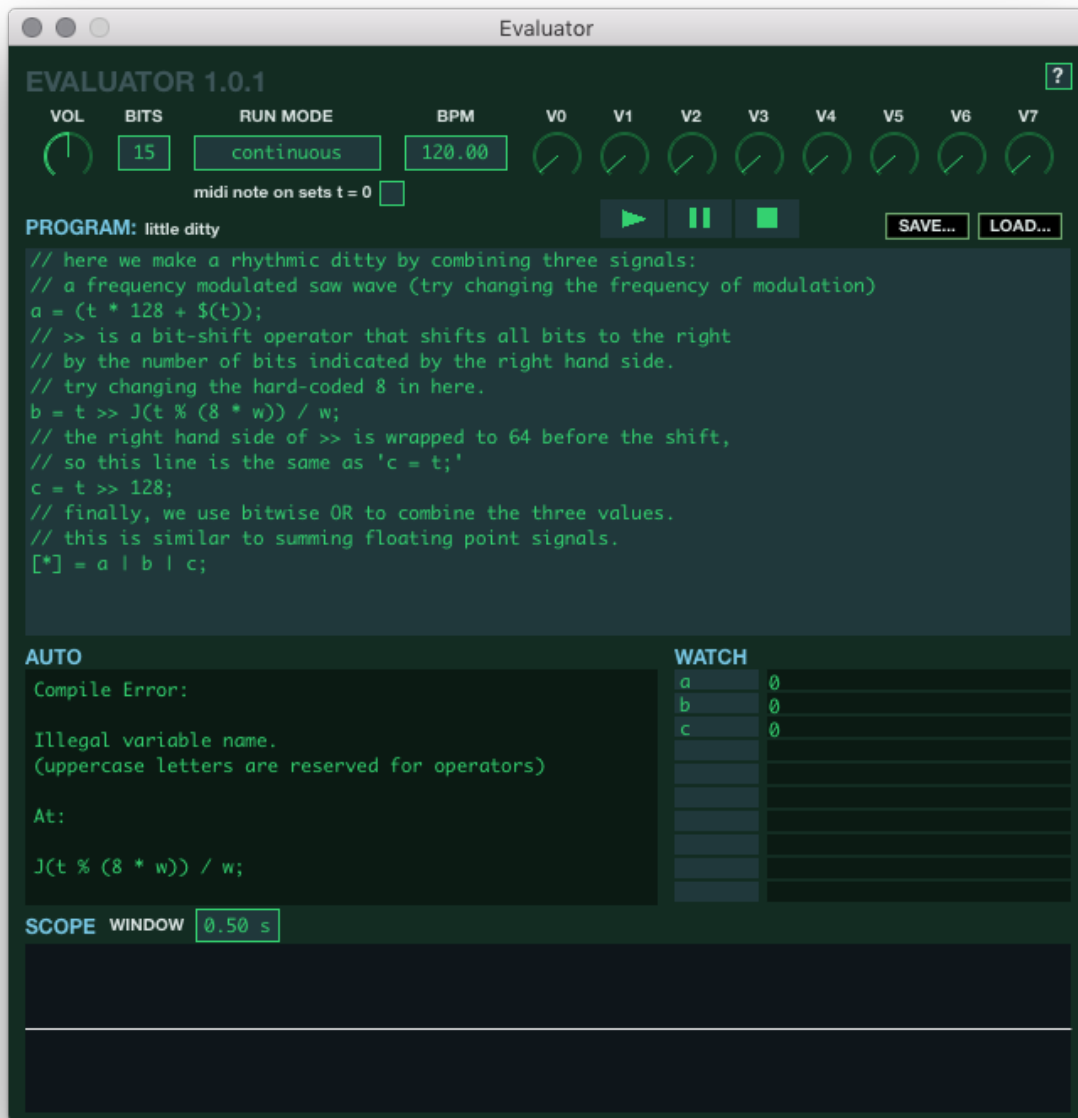 Evaluator
EVALUATOR 1.0.1
?
VOL BITS RUN MODE BPM V0 V1 V2 V3 V4 V5 V6 V7
15 continuous 120.00
midi note on sets t = 0
PROGRAM: little ditty SAVE... LOAD...
// here we make a rhythmic ditty by combining three signals:
// a frequency modulated saw wave (try changing the frequency of modulation)
a = (t * 128 + $(t));
// >> is a bit-shift operator that shifts all bits to the right
// by the number of bits indicated by the right hand side.
// try changing the hard-coded 8 in here.
b = t >> J(t % (8 * w)) / w;
// the right hand side of >> is wrapped to 64 before the shift,
// so this line is the same as 'c = t;'
c = t >> 128;
// finally, we use bitwise OR to combine the three values.
// this is similar to summing floating point signals.
[*] = a | b | c;
AUTO
Compile Error:
Illegal variable name.
(uppercase letters are reserved for operators)
At:
J(t % (8 * w)) / w;
WATCH
a 0
b 0
c 0
SCOPE WINDOW 0.50 s